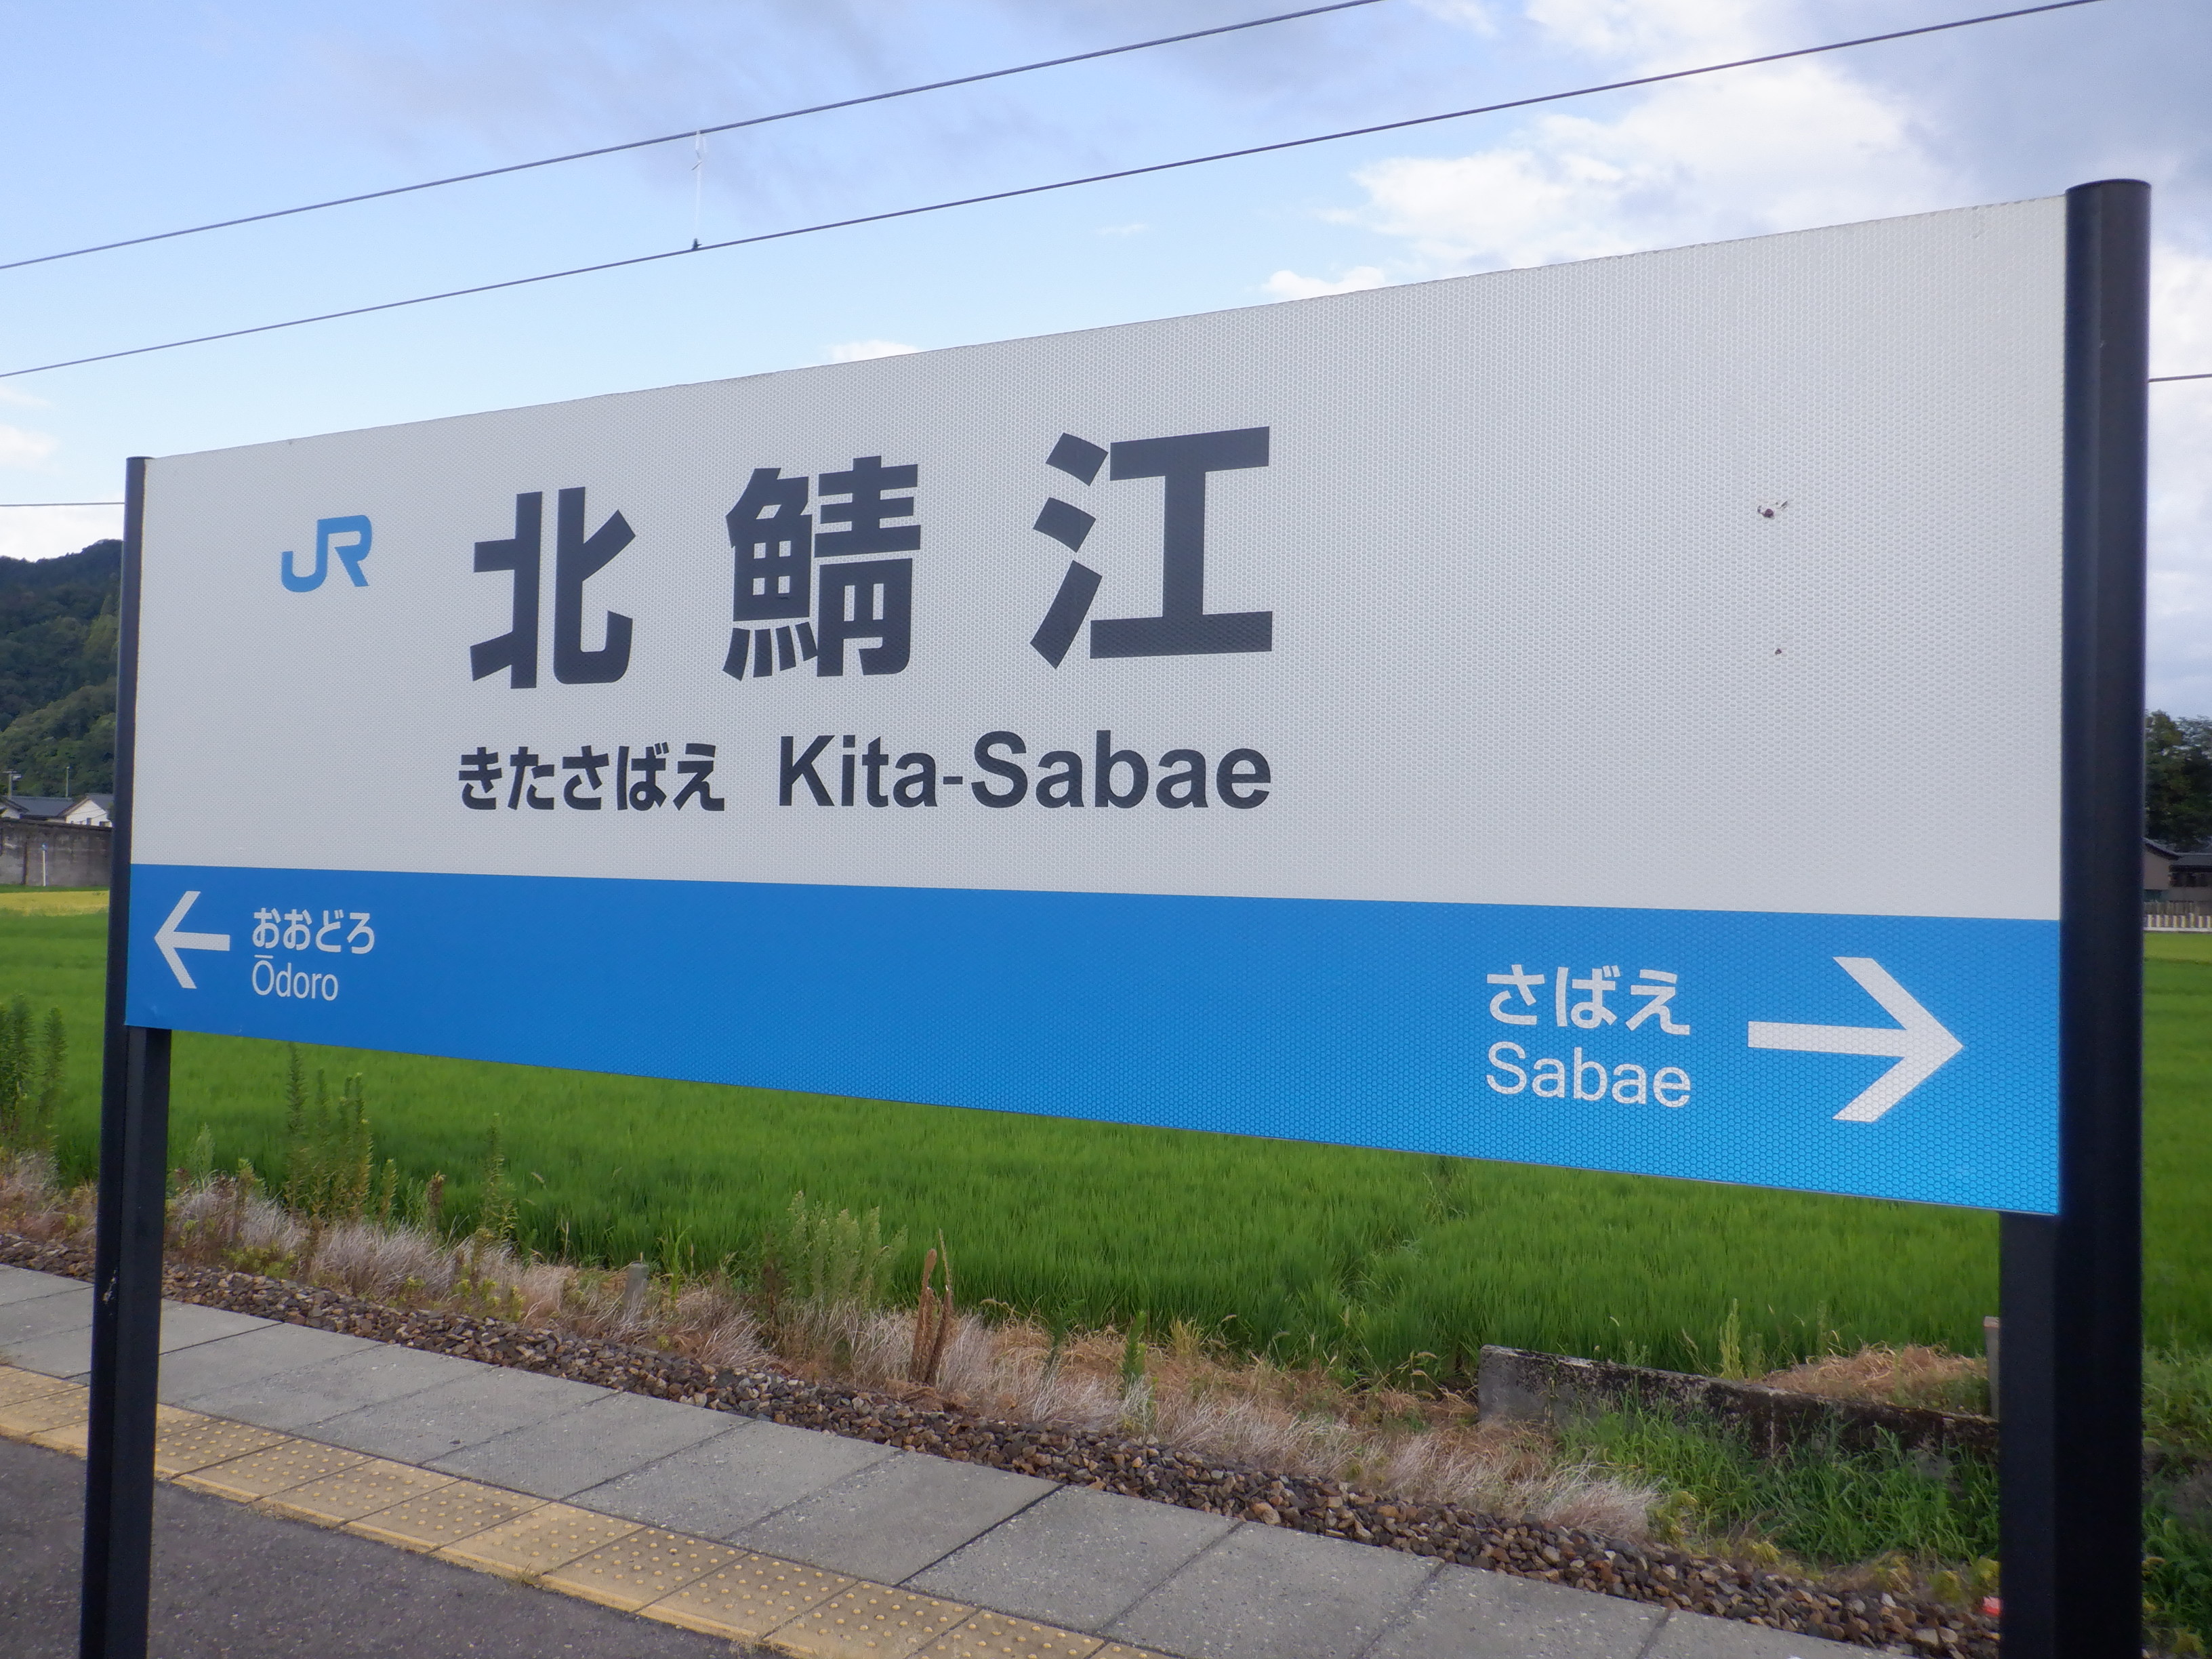 JR 北鯖江
きたさばえ Kita-Sabae
← おおどろ
Ōdoro
さばえ →
Sabae